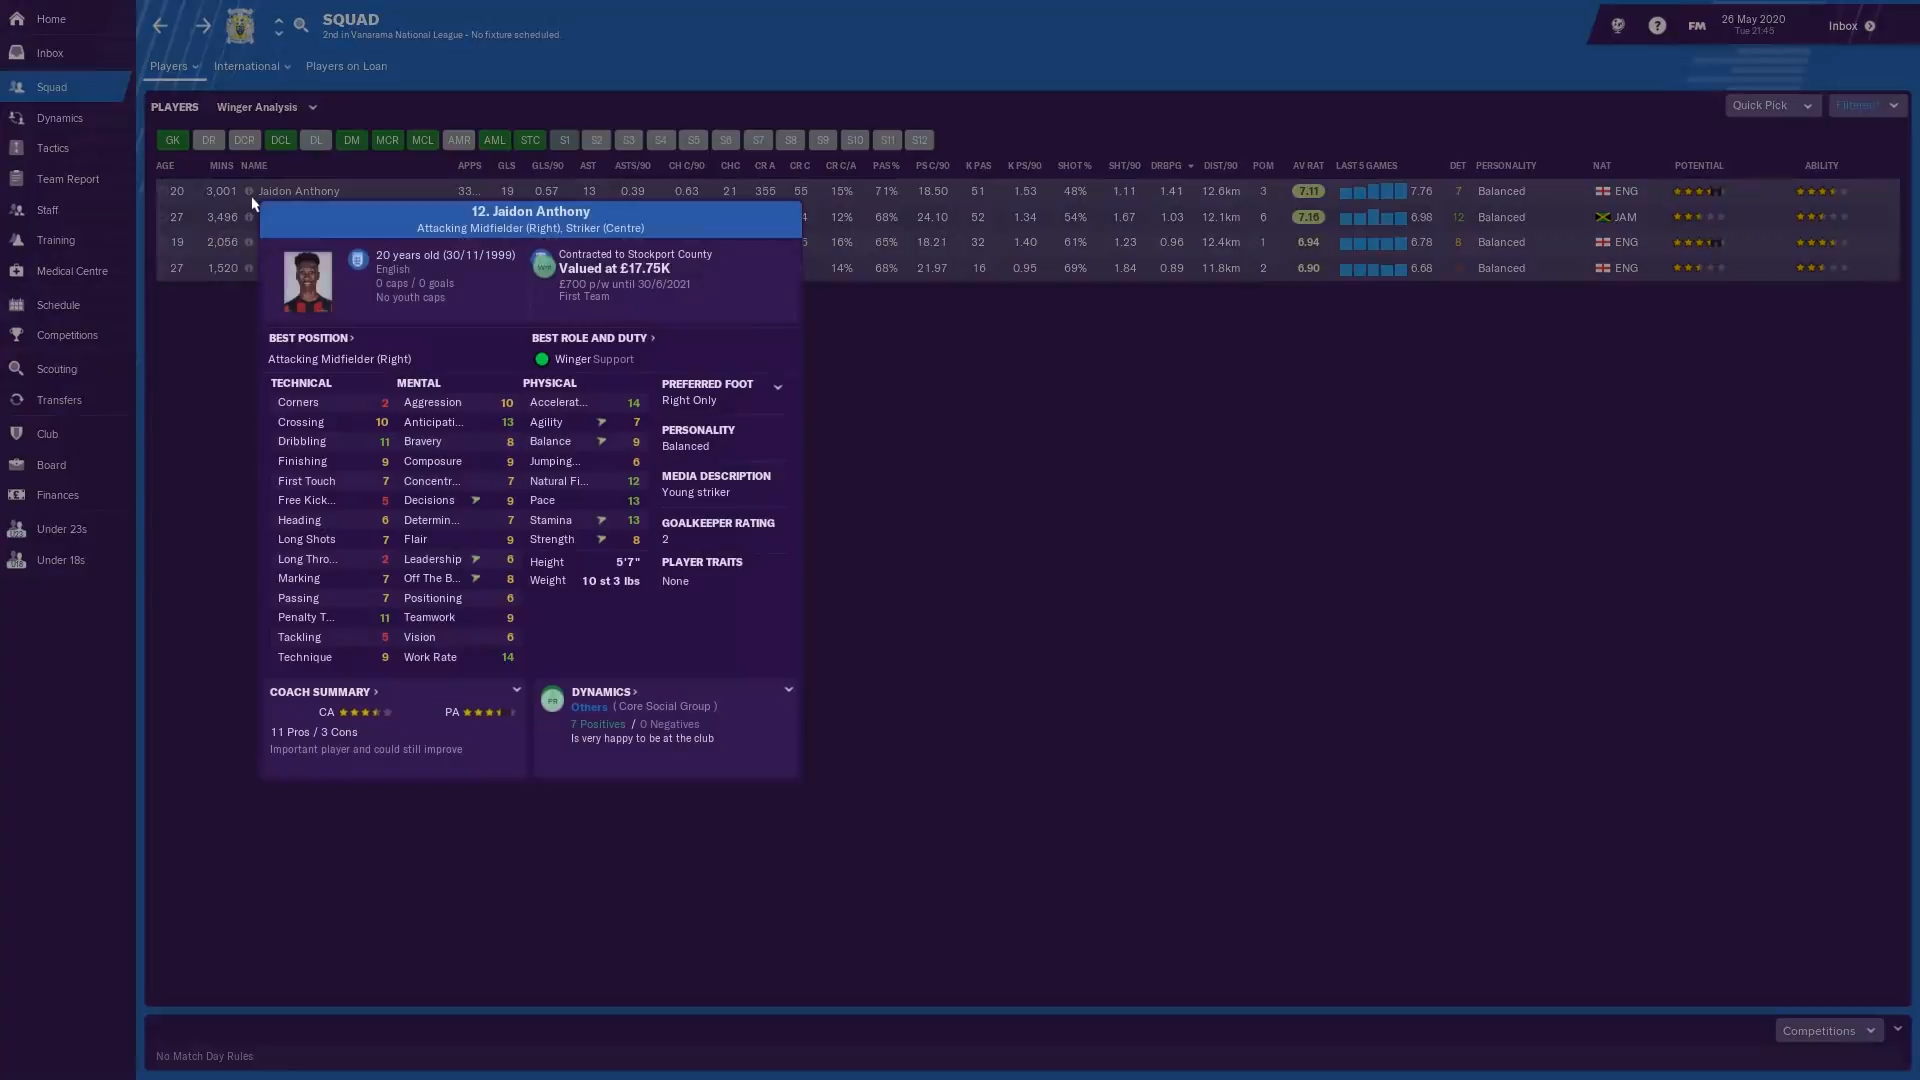 Home
Inbox
Squad
Dynamics
Tactics
Team Report
Staff
Training
Medical Centre
Schedule
Competitions
Scouting
Transfers
Club
Board
Finances
Under 23s
Under 18s
SQUAD
2nd in Vanarama National League - No fixture scheduled.
FM
26 May 2020
Tue 21:45
Inbox
Players International Players on Loan
PLAYERS Winger Analysis
Quick Pick
GK DR DCR DCL DL DM MCR MCL AMR AML STC S1 S2 S3 S4 S5 S6 S7 S8 S9 S10 S11 S12
AGE MINS NAME APPS GLS GLS/90 AST ASTS/90 CH C/90 CHC CR A CR C CR C/A PAS % PS C/90 K PAS K PS/90 SHOT % SHT/90 DRBPG DIST/90 POM AV RAT LAST 5 GAMES DET PERSONALITY NAT POTENTIAL ABILITY
20 3,001 Jaidon Anthony 33... 19 0.57 13 0.39 0.63 21 355 55 15% 71% 18.50 51 1.53 48% 1.11 1.41 12.6km 3 7.11 7.76 7 Balanced ENG
27 3,496 4 12% 68% 24.10 52 1.34 54% 1.67 1.03 12.1km 6 7.16 6.98 12 Balanced JAM
19 2,056 16% 65% 18.21 32 1.40 61% 1.23 0.96 12.4km 1 6.94 6.78 8 Balanced ENG
27 1,520 14% 68% 21.97 16 0.95 69% 1.84 0.89 11.8km 2 6.90 6.68 Balanced ENG
12. Jaidon Anthony
Attacking Midfielder (Right), Striker (Centre)
20 years old (30/11/1999)
English
0 caps / 0 goals
No youth caps
Contracted to Stockport County
Valued at £17.75K
£700 p/w until 30/6/2021
First Team
BEST POSITION
Attacking Midfielder (Right)
BEST ROLE AND DUTY
Winger Support
TECHNICAL
Corners 2
Crossing 10
Dribbling 11
Finishing 9
First Touch 7
Free Kick... 5
Heading 6
Long Shots 7
Long Thro... 2
Marking 7
Passing 7
Penalty T... 11
Tackling 5
Technique 9
MENTAL
Aggression 10
Anticipati... 13
Bravery 8
Composure 9
Concentr... 7
Decisions 9
Determin... 7
Flair 9
Leadership 6
Off The B... 8
Positioning 6
Teamwork 9
Vision 6
Work Rate 14
PHYSICAL
Accelerat... 14
Agility 7
Balance 9
Jumping... 6
Natural Fi... 12
Pace 13
Stamina 13
Strength 8
Height 5'7"
Weight 10 st 3 lbs
PREFERRED FOOT
Right Only
PERSONALITY
Balanced
MEDIA DESCRIPTION
Young striker
GOALKEEPER RATING
2
PLAYER TRAITS
None
COACH SUMMARY
CA PA
11 Pros / 3 Cons
Important player and could still improve
PR
DYNAMICS
Others ( Core Social Group )
7 Positives / 0 Negatives
Is very happy to be at the club
Competitions
No Match Day Rules